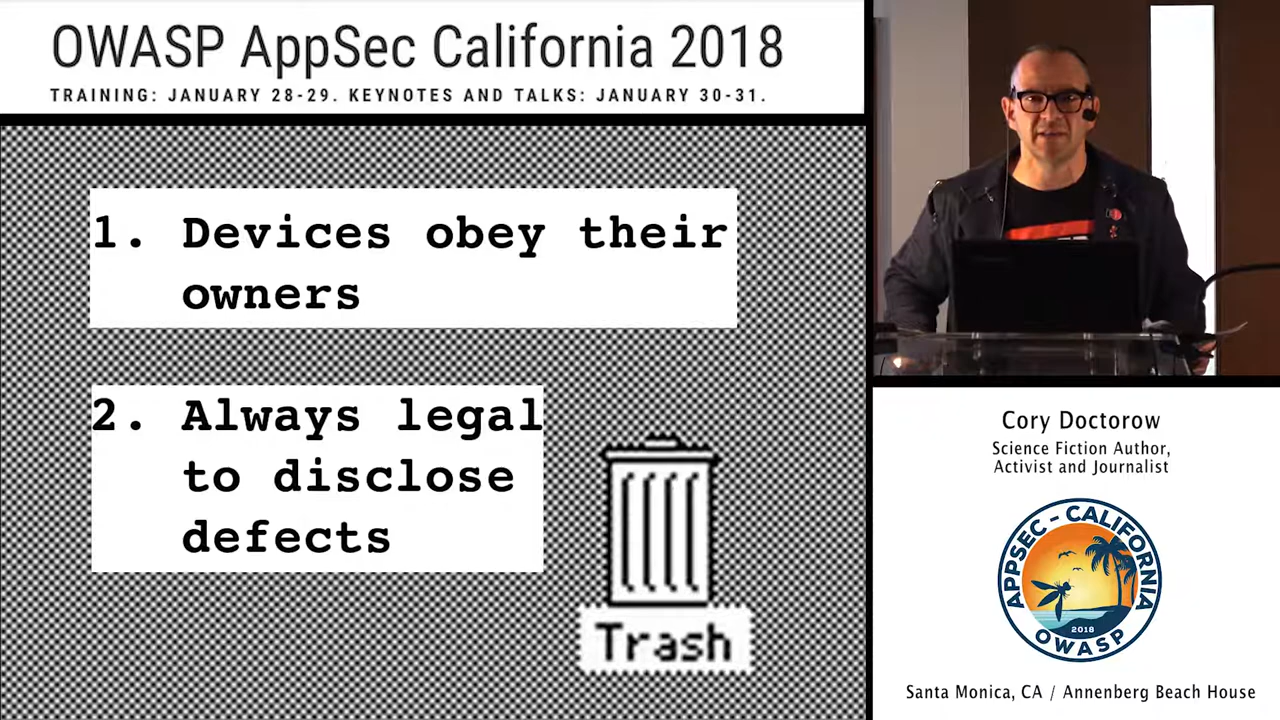 OWASP AppSec California 2018
TRAINING: JANUARY 28-29. KEYNOTES AND TALKS: JANUARY 30-31.
1. Devices obey their
owners
2. Always legal
to disclose
defects
Trash
Cory Doctorow
Science Fiction Author,
Activist and Journalist
APPSEC - CALIFORNIA
2018
OWASP
Santa Monica, CA / Annenberg Beach House